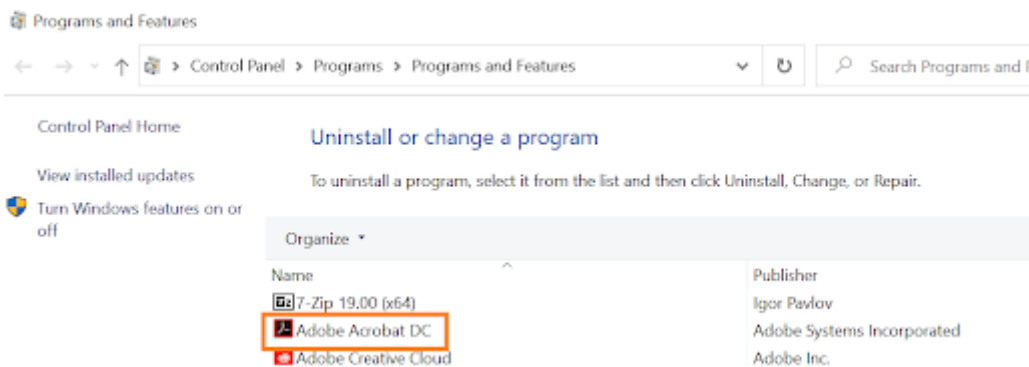 Programs and Features
Control Panel > Programs > Programs and Features
Search Programs and
Control Panel Home
View installed updates
Turn Windows features on or
off
Uninstall or change a program
To uninstall a program, select it from the list and then click Uninstall, Change, or Repair.
Organize
Name Publisher
7-Zip 19.00 (x64) Igor Pavlov
Adobe Acrobat DC Adobe Systems Incorporated
Adobe Creative Cloud Adobe Inc.